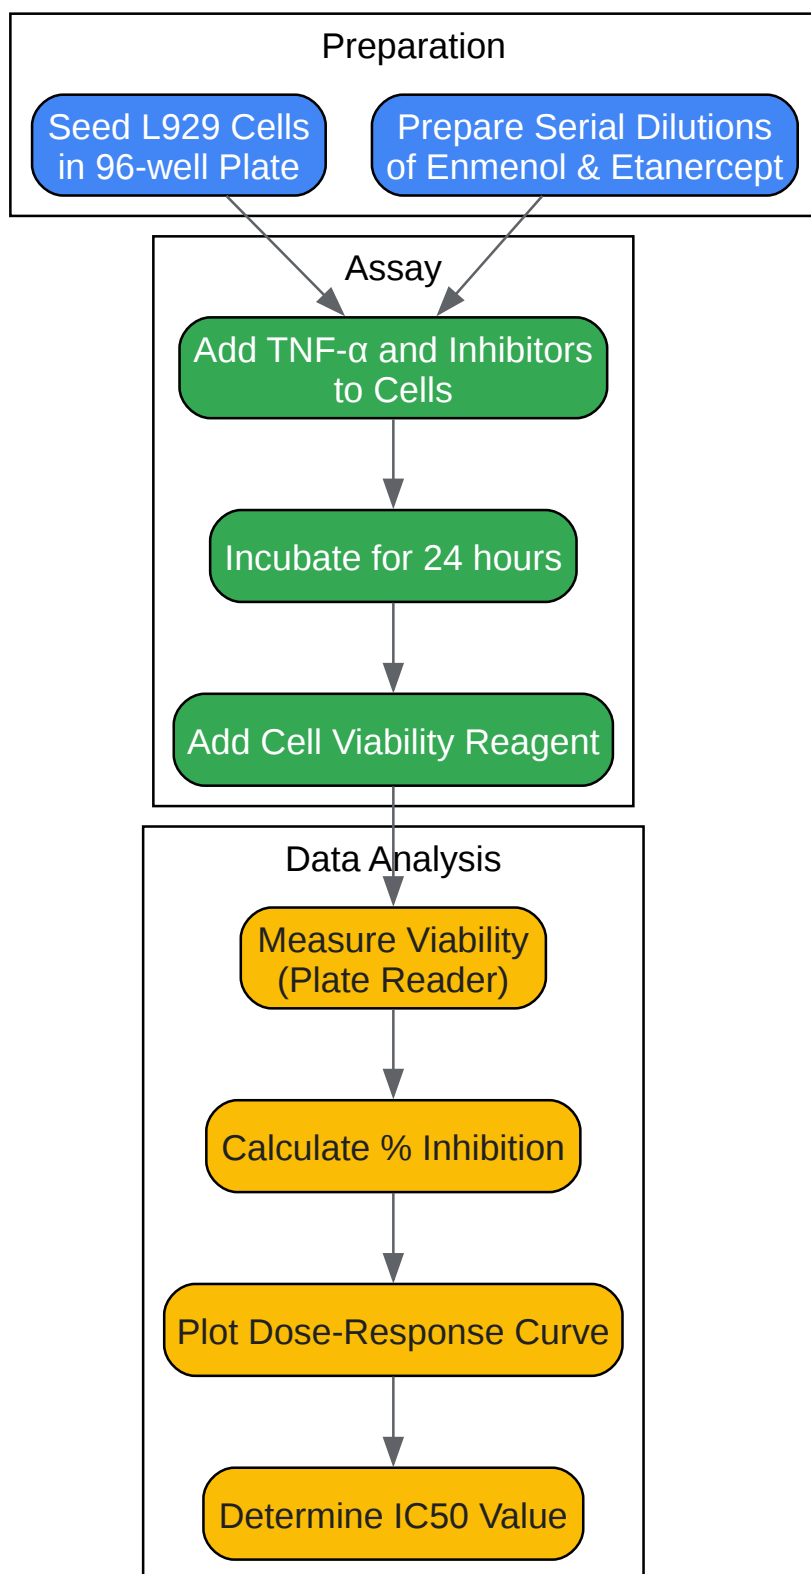 Preparation
Seed L929 Cells
in 96-well Plate
Prepare Serial Dilutions
of Enmenol & Etanercept
Assay
Add TNF-α and Inhibitors
to Cells
Incubate for 24 hours
Add Cell Viability Reagent
Data Analysis
Measure Viability
(Plate Reader)
Calculate % Inhibition
Plot Dose-Response Curve
Determine IC50 Value